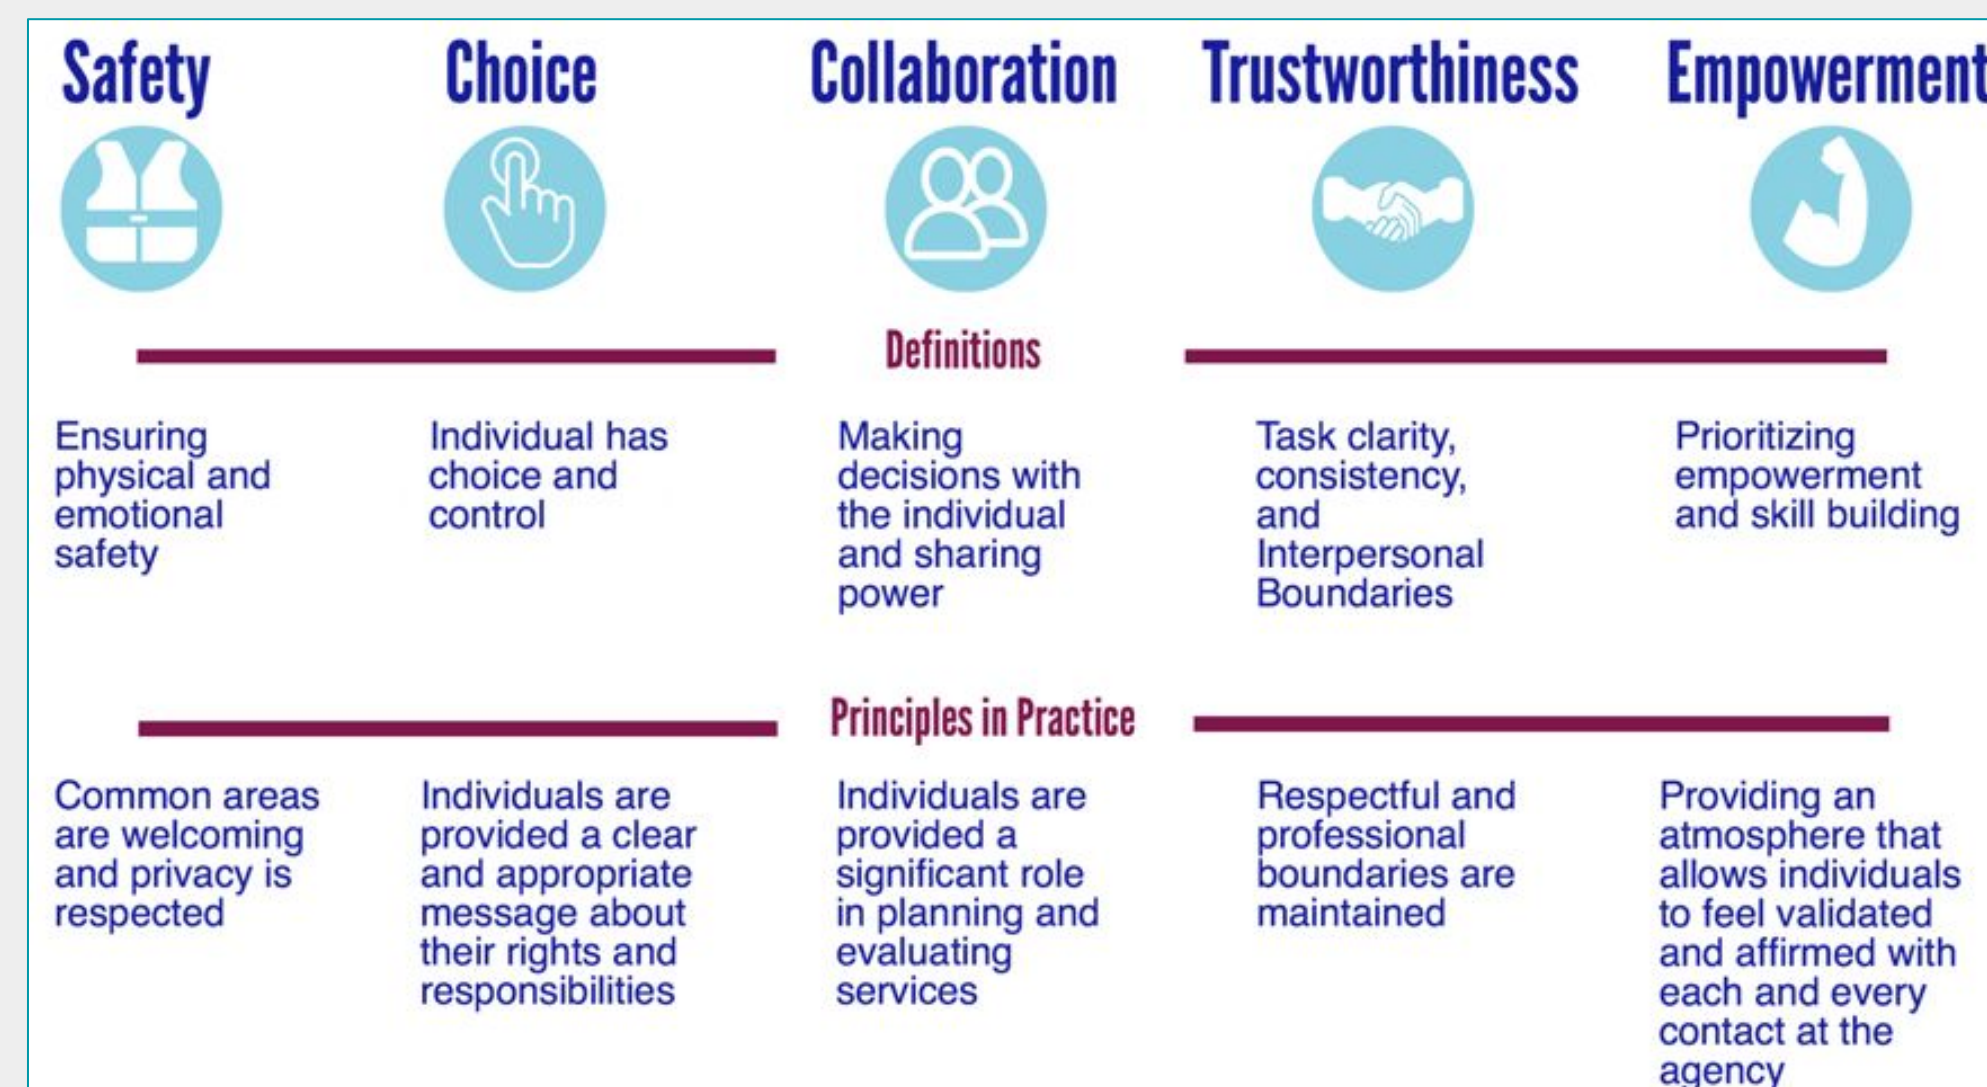 Safety
Choice
Collaboration
Trustworthiness
Empowerment
Definitions
Ensuring
physical and
emotional
safety
Individual has
choice and
control
Making
decisions with
the individual
and sharing
power
Task clarity,
consistency,
and
Interpersonal
Boundaries
Prioritizing
empowerment
and skill building
Principles in Practice
Common areas
are welcoming
and privacy is
respected
Individuals are
provided a clear
and appropriate
message about
their rights and
responsibilities
Individuals are
provided a
significant role
in planning and
evaluating
services
Respectful and
professional
boundaries are
maintained
Providing an
atmosphere that
allows individuals
to feel validated
and affirmed with
each and every
contact at the
agency